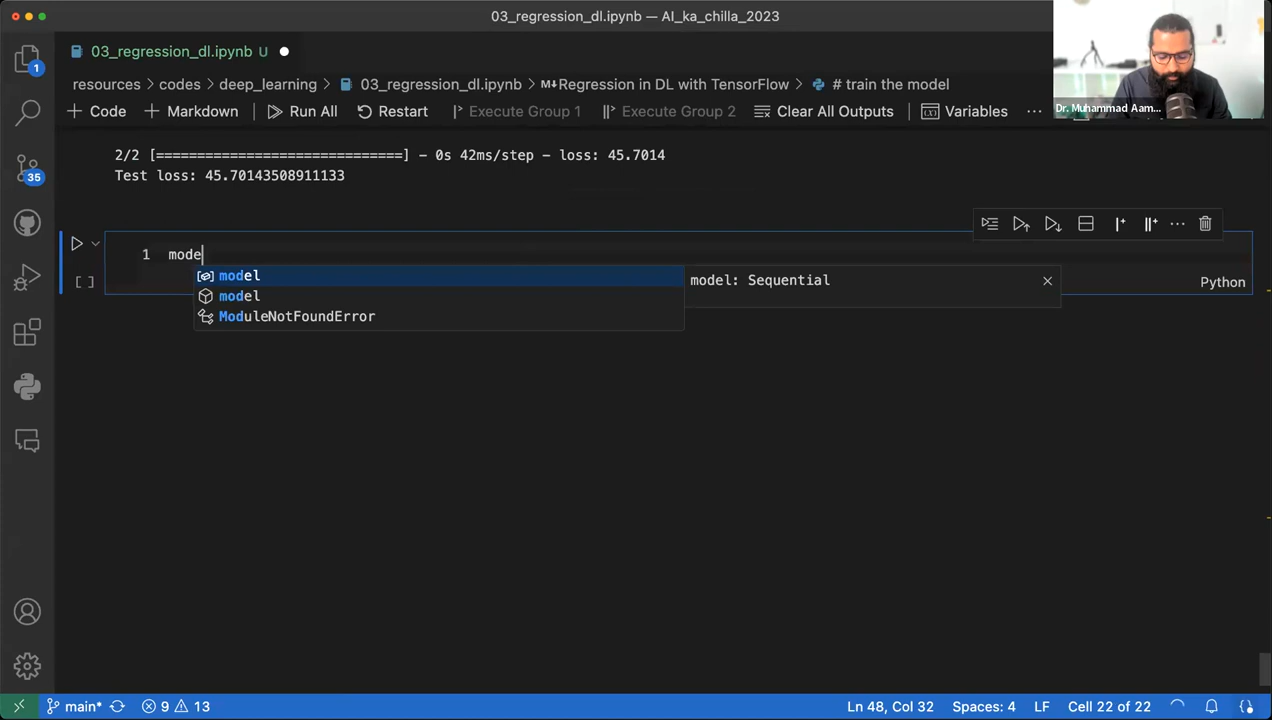 03_regression_dl.ipynb — AI_ka_chilla_2023
03_regression_dl.ipynb U
resources > codes > deep_learning > 03_regression_dl.ipynb > M↓Regression in DL with TensorFlow > # train the model
Code Markdown Run All Restart Execute Group 1 Execute Group 2 Clear All Outputs Variables ...
Dr. Muhammad Aam...
1
35
2/2 [==============================] - 0s 42ms/step - loss: 45.7014
Test loss: 45.70143508911133
1 mode
[ ]
model
model: Sequential
model
ModuleNotFoundError
Python
main* 9 13 Ln 48, Col 32 Spaces: 4 LF Cell 22 of 22